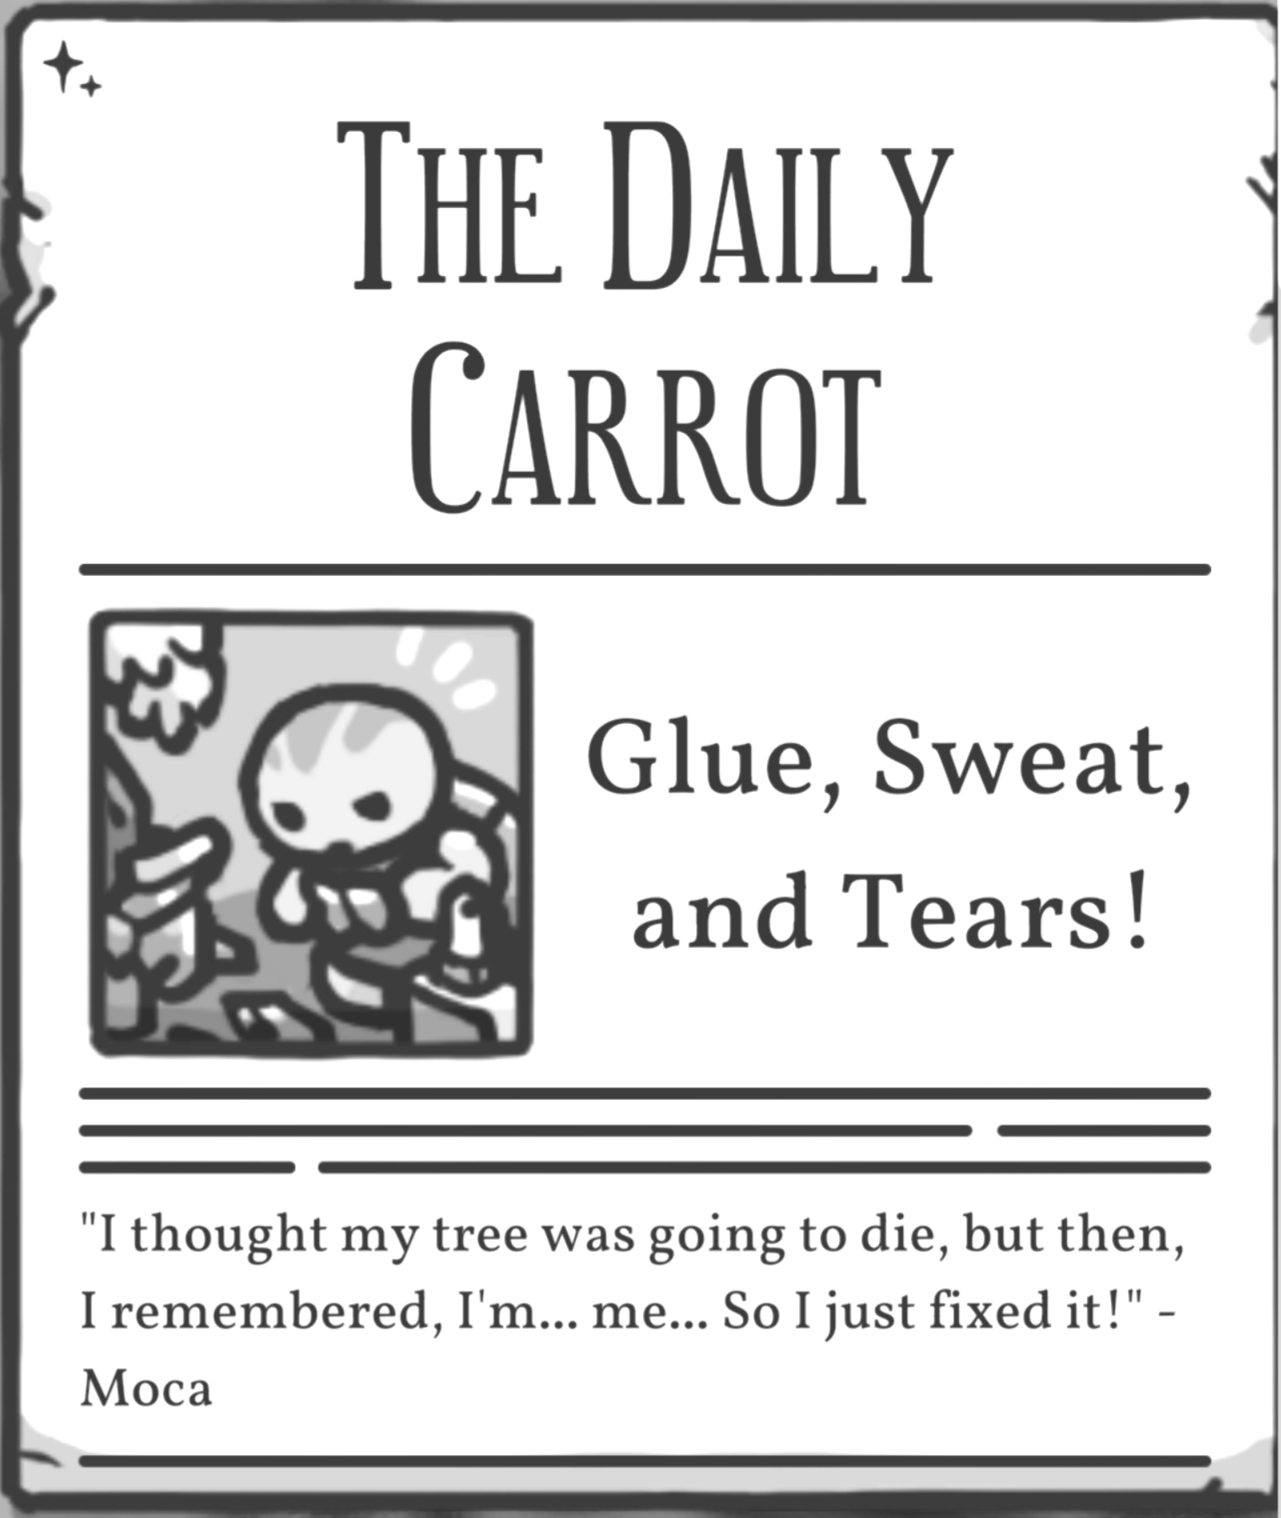 The Daily
Carrot
Glue, Sweat,
and Tears!
"I thought my tree was going to die, but then,
I remembered, I'm... me... So I just fixed it!" -
Moca